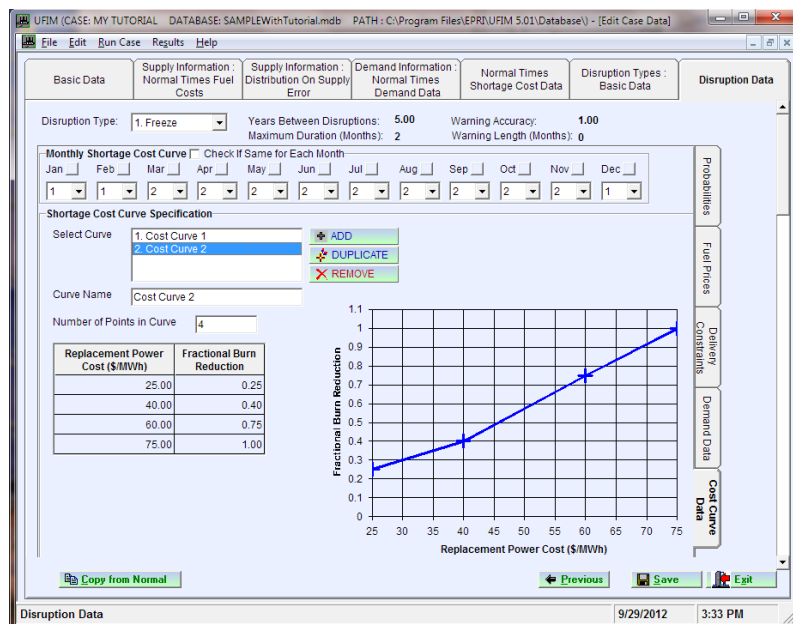 UFIM (CASE: MY TUTORIAL    DATABASE: SAMPLEWithTutorial.mdb    PATH : C:\Program Files\EPRI\UFIM 5.01\Database\) - [Edit Case Data]
File Edit Run Case Results Help
Basic Data
Supply Information :
Normal Times Fuel
Costs
Supply Information :
Distribution On Supply
Error
Demand Information :
Normal Times
Demand Data
Normal Times
Shortage Cost Data
Disruption Types :
Basic Data
Disruption Data
Disruption Type: 1. Freeze Years Between Disruptions: 5.00 Warning Accuracy: 1.00
Maximum Duration (Months): 2 Warning Length (Months): 0
Monthly Shortage Cost Curve Check If Same for Each Month
Jan Feb Mar Apr May Jun Jul Aug Sep Oct Nov Dec
1 1 2 2 2 2 2 2 2 2 2 1
Shortage Cost Curve Specification
Select Curve 1. Cost Curve 1
2. Cost Curve 2
ADD
DUPLICATE
REMOVE
Curve Name Cost Curve 2
Number of Points in Curve 4
Replacement Power
Cost ($/MWh)
Fractional Burn
Reduction
25.00 0.25
40.00 0.40
60.00 0.75
75.00 1.00
Fractional Burn Reduction
1.1
1
0.9
0.8
0.7
0.6
0.5
0.4
0.3
0.2
0.1
0
25 30 35 40 45 50 55 60 65 70 75
Replacement Power Cost ($/MWh)
Probabilities
Fuel Prices
Delivery
Constraints
Demand Data
Cost Curve
Data
Copy from Normal
Previous
Save
Exit
Disruption Data 9/29/2012 3:33 PM